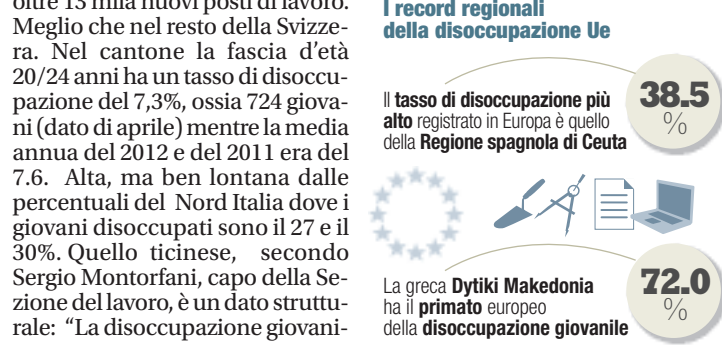 oltre 13 mila nuovi posti di lavoro.
Meglio che nel resto della Svizze-
ra. Nel cantone la fascia d'età
20/24 anni ha un tasso di disoccu-
pazione del 7,3%, ossia 724 giova-
ni (dato di aprile) mentre la media
annua del 2012 e del 2011 era del
7.6. Alta, ma ben lontana dalle
percentuali del Nord Italia dove i
giovani disoccupati sono il 27 e il
30%. Quello ticinese, secondo
Sergio Montorfani, capo della Se-
zione del lavoro, è un dato struttu-
rale: “La disoccupazione giovani-
I record regionali
della disoccupazione Ue
Il tasso di disoccupazione più
alto registrato in Europa è quello
della Regione spagnola di Ceuta
38.5
%
La greca Dytiki Makedonia
ha il primato europeo
della disoccupazione giovanile
72.0
%